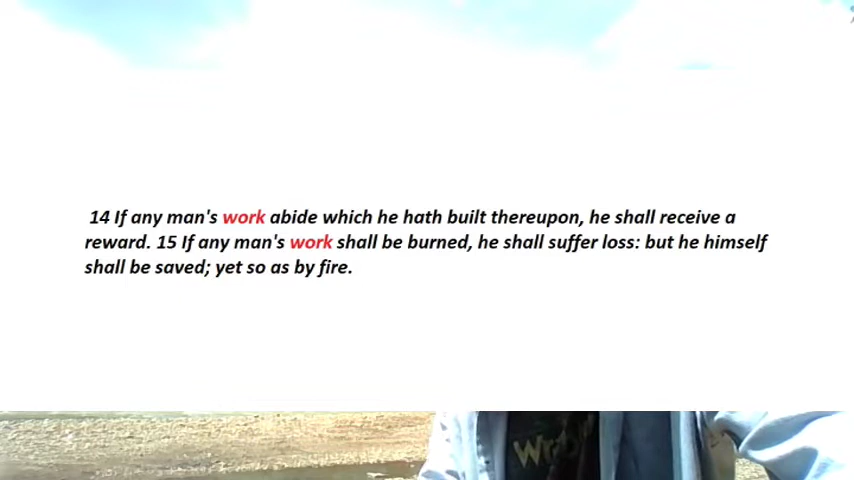 14 If any man's work abide which he hath built thereupon, he shall receive a
reward. 15 If any man's work shall be burned, he shall suffer loss: but he himself
shall be saved; yet so as by fire.